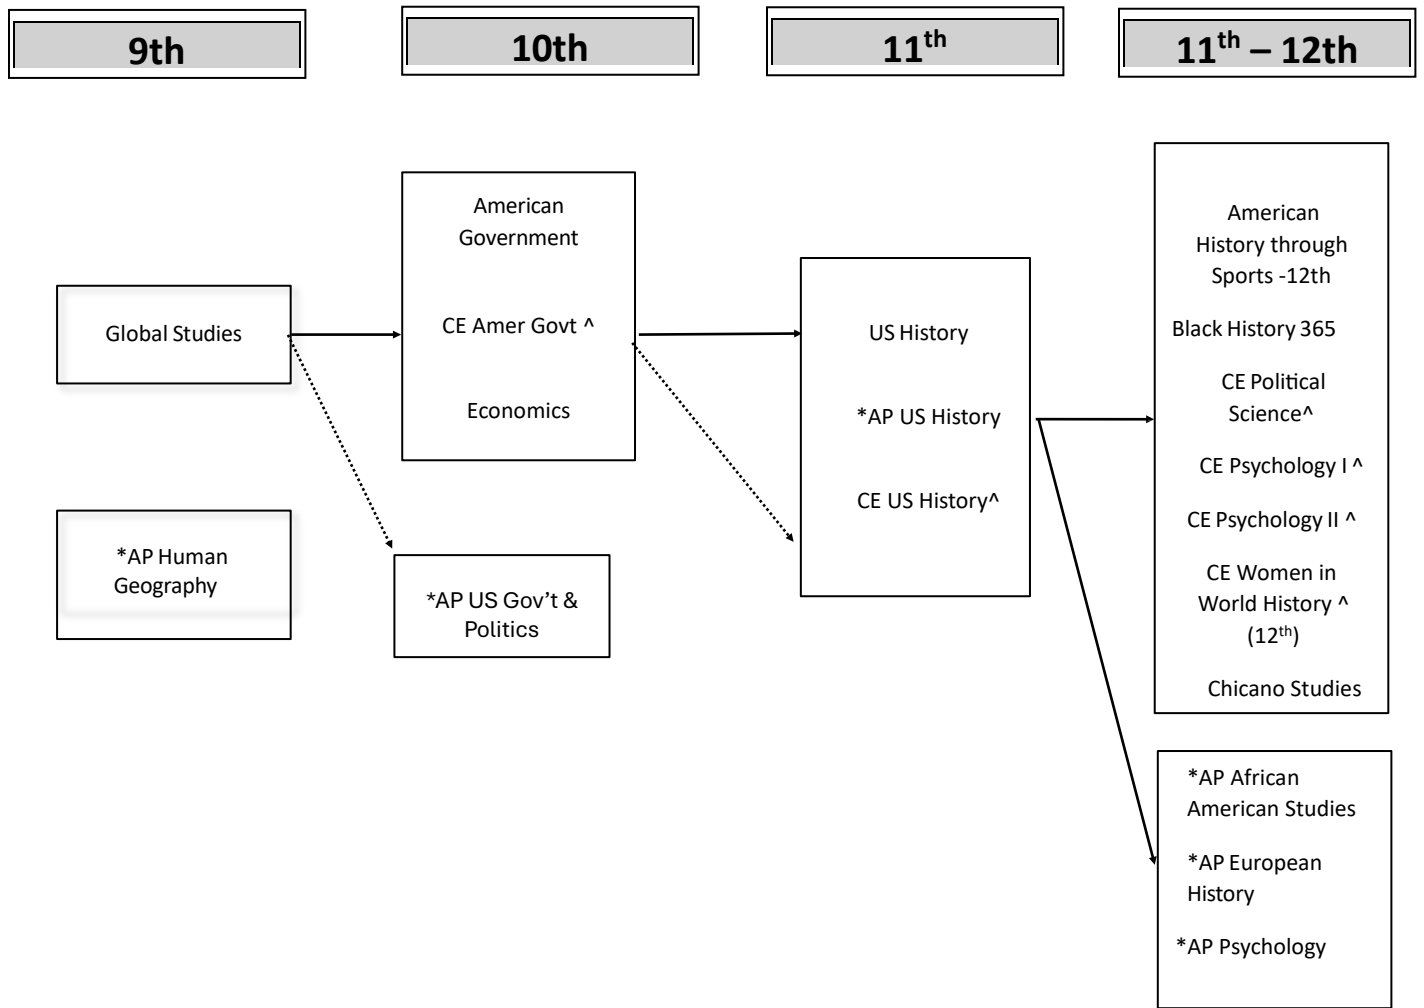 9th
10th
11th
11th – 12th
Global Studies
*AP Human
Geography
American
Government
CE Amer Govt ^
Economics
*AP US Gov’t &
Politics
US History
*AP US History
CE US History^
American
History through
Sports -12th
Black History 365
CE Political
Science^
CE Psychology I ^
CE Psychology II ^
CE Women in
World History ^
(12th)
Chicano Studies
*AP African
American Studies
*AP European
History
*AP Psychology